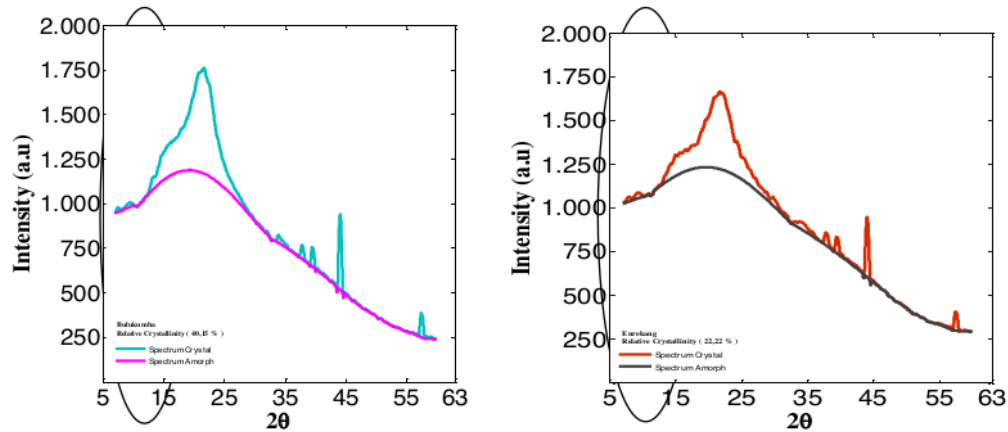 2.000
1.750
1.500
1.250
1.000
750
500
250
5
15
25
35
45
55
63
Intensity (a.u)
2θ
Bulukumba
Relative Crystallinity ( 40,15 % )
Spectrum Crystal
Spectrum Amorph
2.000
1.750
1.500
1.250
1.000
750
500
250
5
15
25
35
45
55
63
Intensity (a.u)
2θ
Relative Crystallinity ( 22,22 % )
Spectrum Crystal
Spectrum Amorph